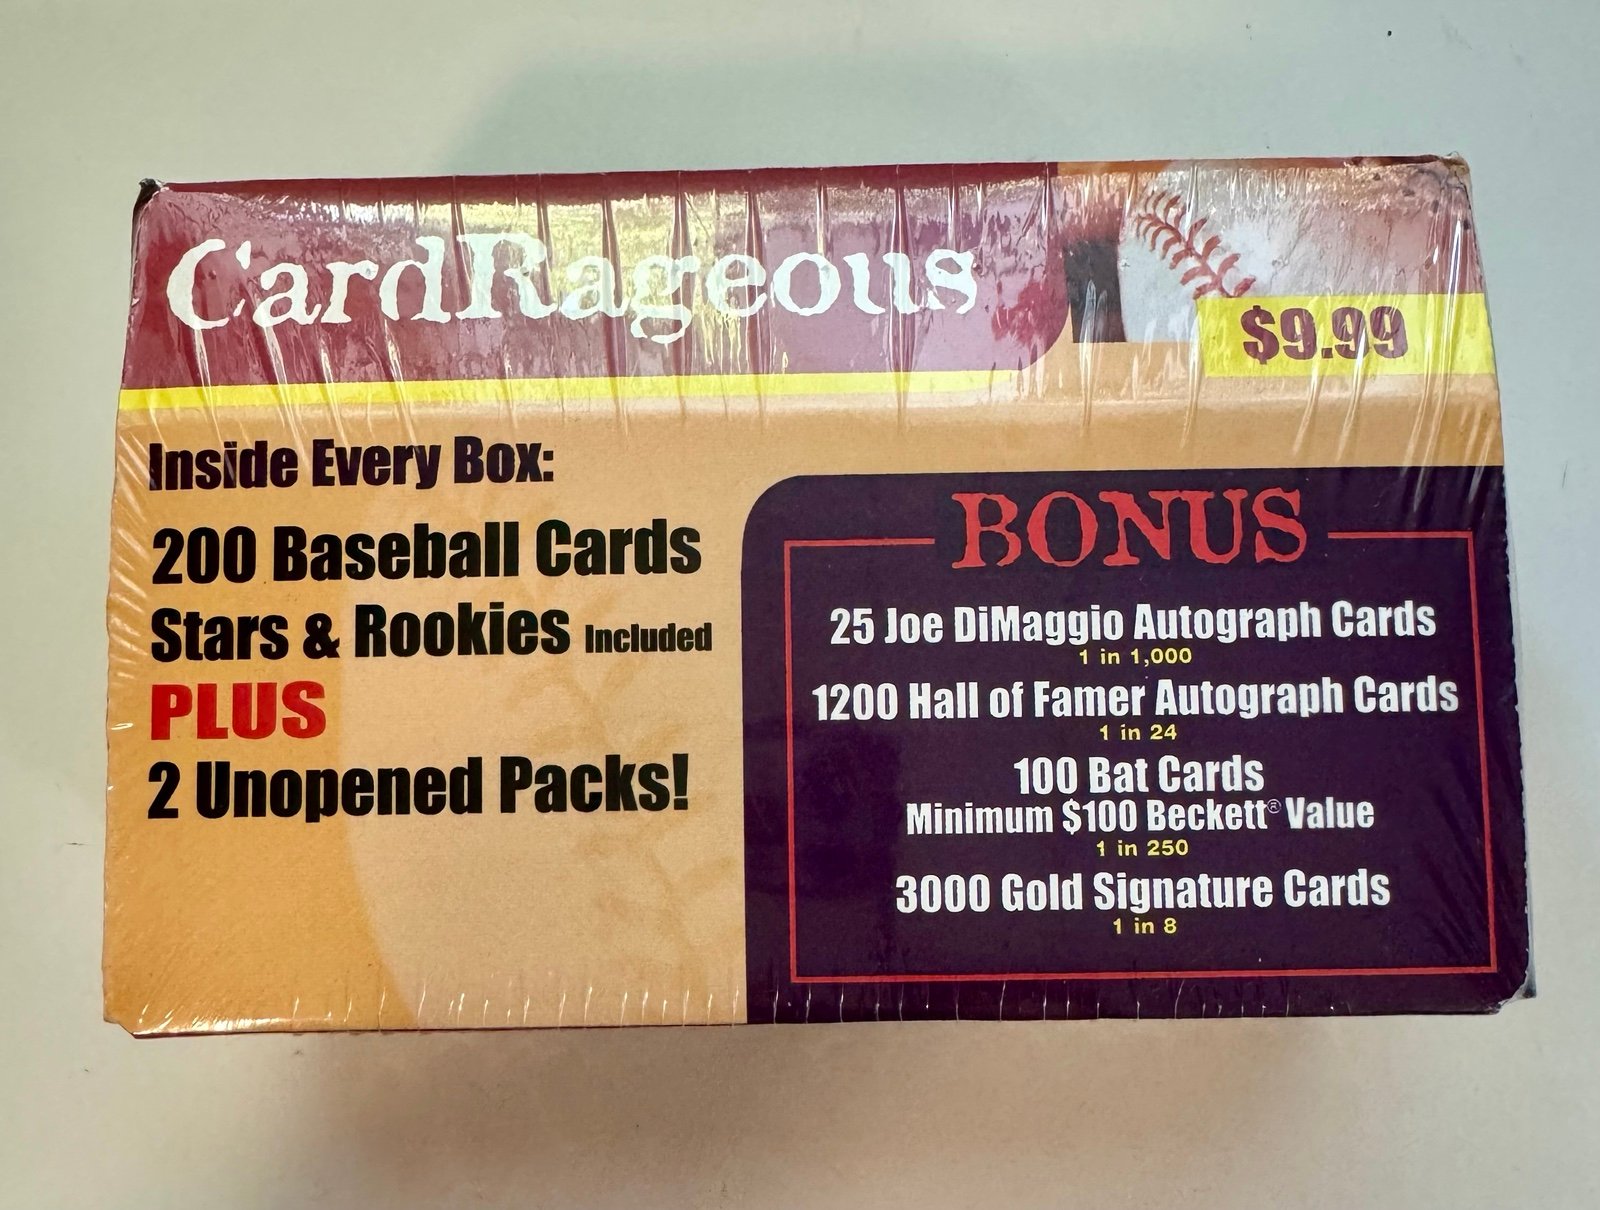 CardRageous
$9.99
Inside Every Box:
200 Baseball Cards
Stars & Rookies Included
PLUS
2 Unopened Packs!
BONUS
25 Joe DiMaggio Autograph Cards
1 in 1,000
1200 Hall of Famer Autograph Cards
1 in 24
100 Bat Cards
Minimum $100 Beckett® Value
1 in 250
3000 Gold Signature Cards
1 in 8